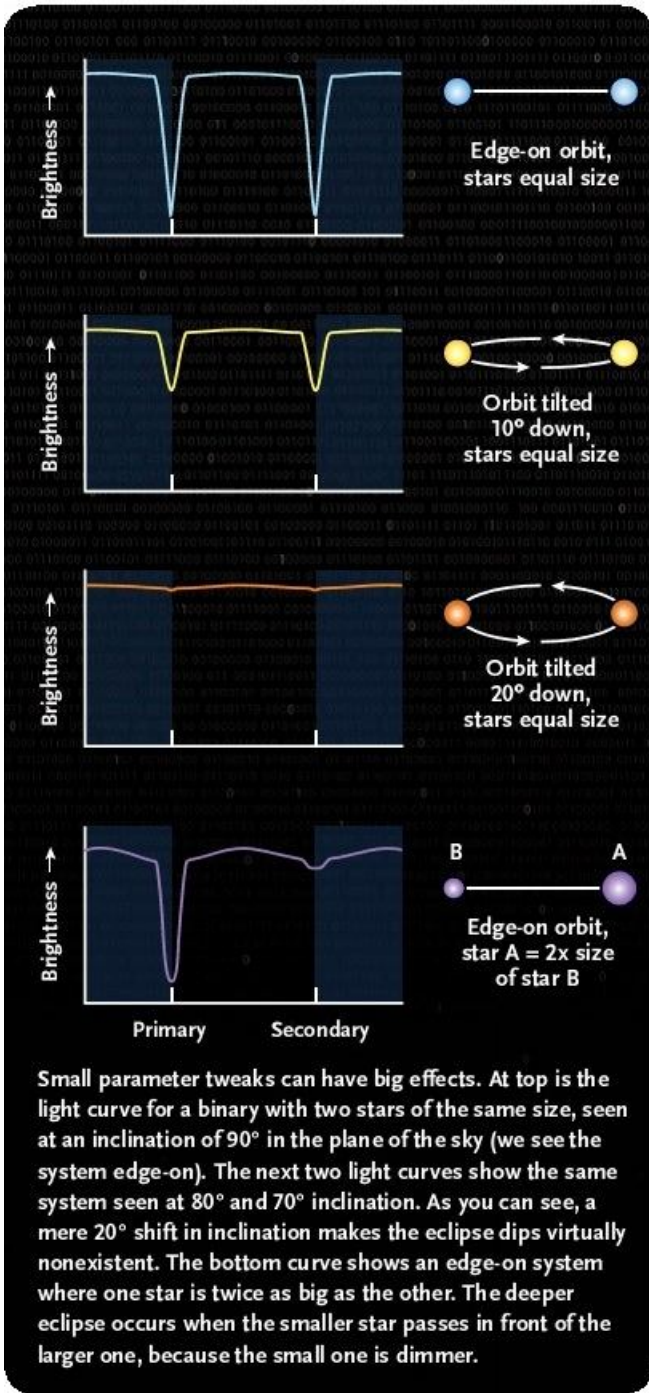 Brightness →
Edge-on orbit,
stars equal size
Brightness →
Orbit tilted
10° down,
stars equal size
Brightness →
Orbit tilted
20° down,
stars equal size
Brightness →
B A
Edge-on orbit,
star A = 2x size
of star B
Primary Secondary
Small parameter tweaks can have big effects. At top is the
light curve for a binary with two stars of the same size, seen
at an inclination of 90° in the plane of the sky (we see the
system edge-on). The next two light curves show the same
system seen at 80° and 70° inclination. As you can see, a
mere 20° shift in inclination makes the eclipse dips virtually
nonexistent. The bottom curve shows an edge-on system
where one star is twice as big as the other. The deeper
eclipse occurs when the smaller star passes in front of the
larger one, because the small one is dimmer.